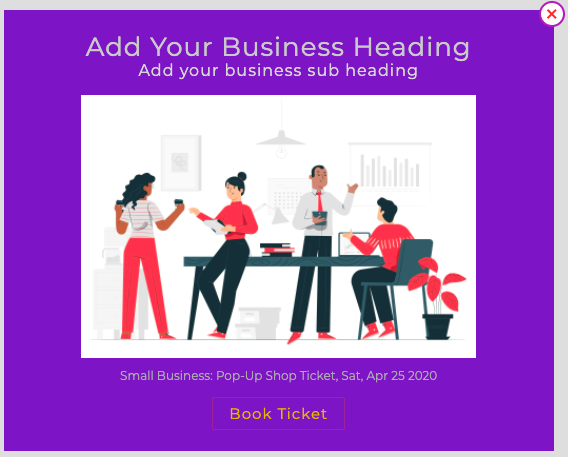 Add Your Business Heading
Add your business sub heading
Small Business: Pop-Up Shop Ticket, Sat, Apr 25 2020
Book Ticket